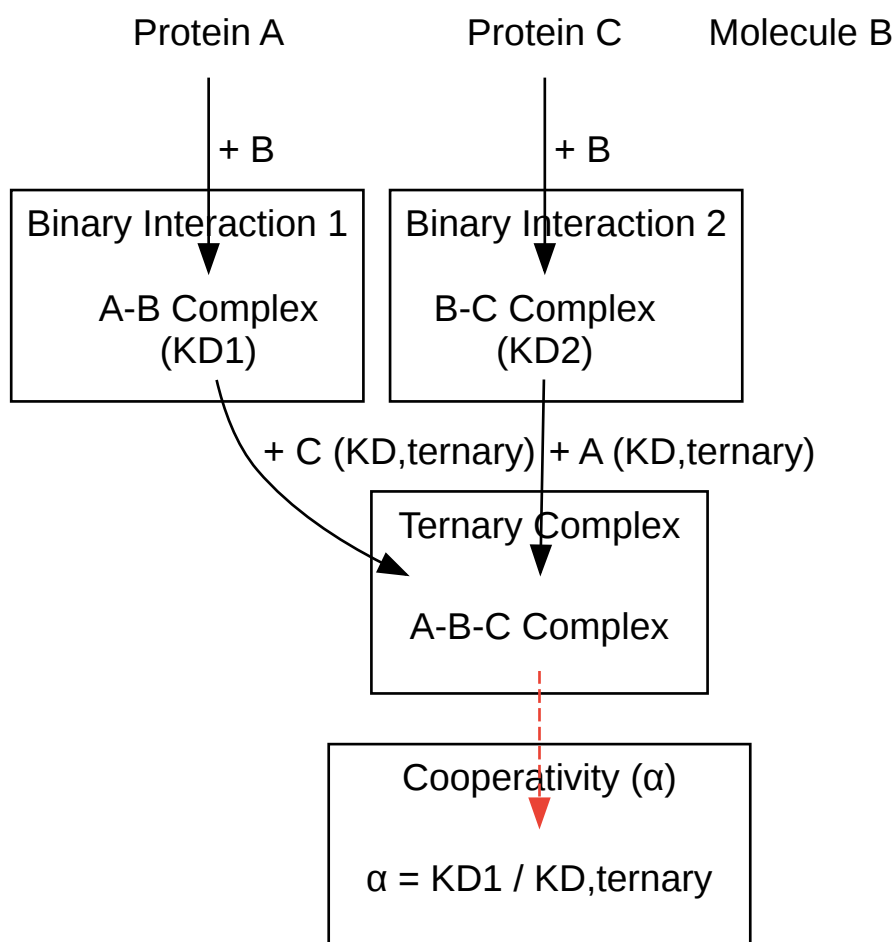 Protein A
Protein C
Molecule B
+ B
+ B
Binary Interaction 1
Binary Interaction 2
A-B Complex
(KD1)
B-C Complex
(KD2)
+ C (KD,ternary)
+ A (KD,ternary)
Ternary Complex
A-B-C Complex
Cooperativity (α)
α = KD1 / KD,ternary